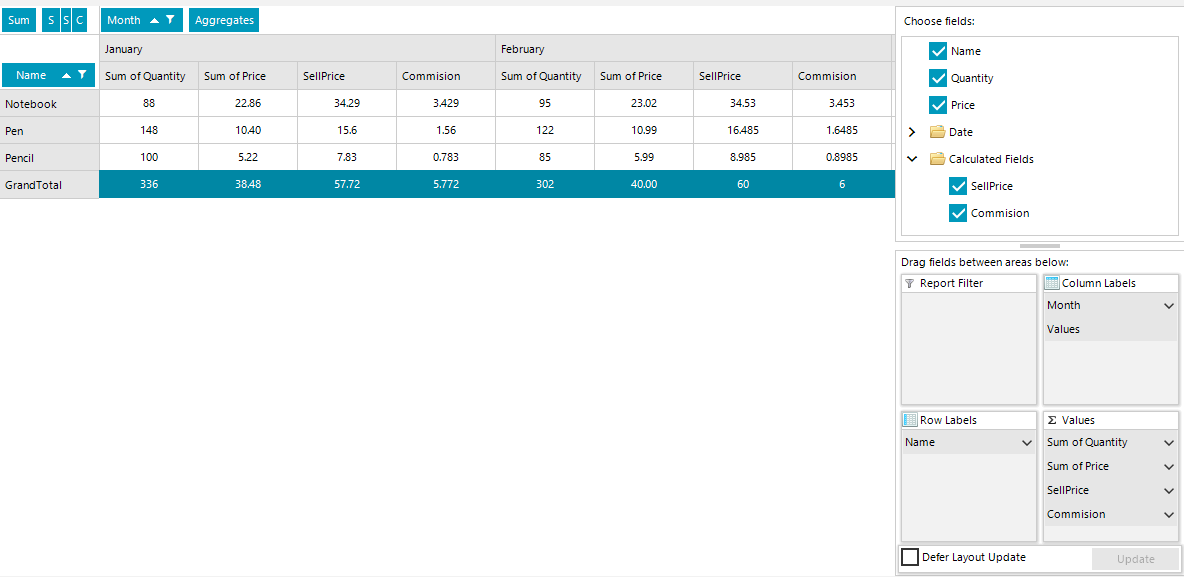 Sum S S C Month Aggregates
January February
Name Sum of Quantity Sum of Price SellPrice Commision Sum of Quantity Sum of Price SellPrice Commision
Notebook 88 22.86 34.29 3.429 95 23.02 34.53 3.453
Pen 148 10.40 15.6 1.56 122 10.99 16.485 1.6485
Pencil 100 5.22 7.83 0.783 85 5.99 8.985 0.8985
GrandTotal 336 38.48 57.72 5.772 302 40.00 60 6
Choose fields:
Name
Quantity
Price
Date
Calculated Fields
SellPrice
Commision
Drag fields between areas below:
Report Filter
Column Labels
Month
Values
Row Labels
Name
Σ Values
Sum of Quantity
Sum of Price
SellPrice
Commision
Defer Layout Update
Update